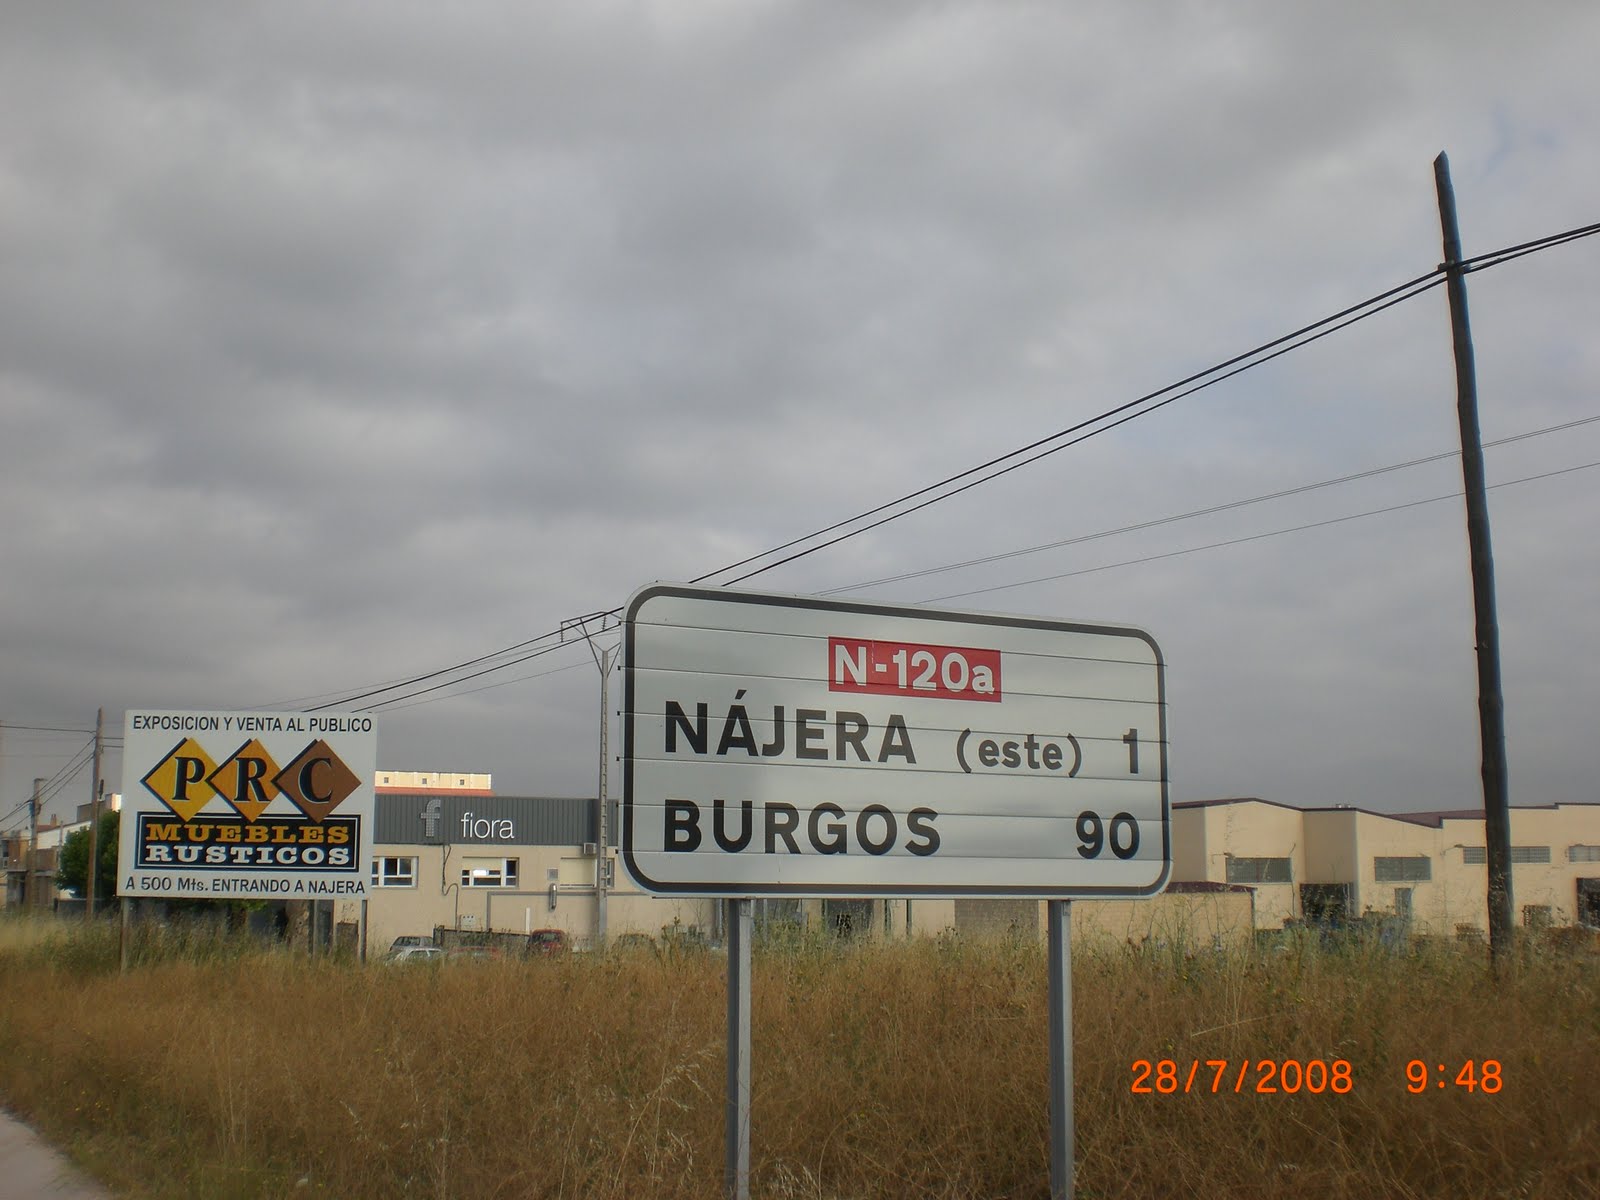 EXPOSICION Y VENTA AL PUBLICO
PRC
MUEBLES
RUSTICOS
A 500 Mts. ENTRANDO A NAJERA
f fiora
N-120a
NÁJERA (este) 1
BURGOS 90
28/7/2008 9:48